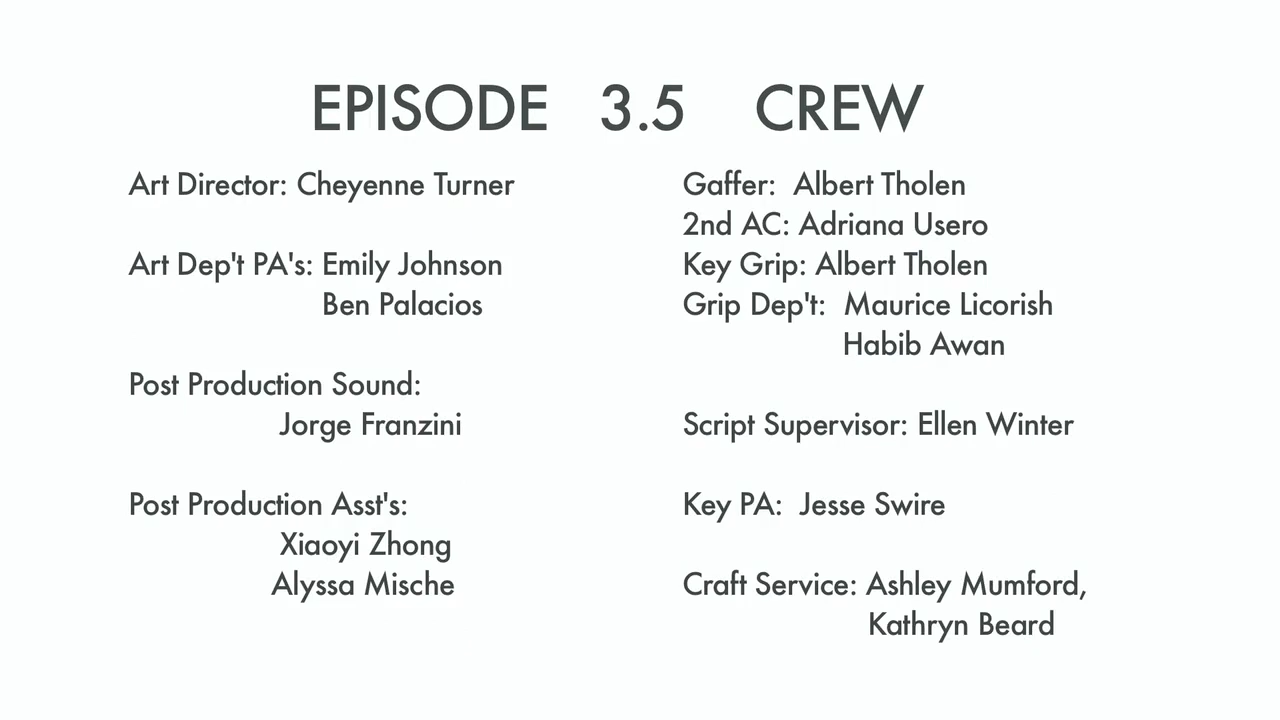 EPISODE 3.5 CREW
Art Director: Cheyenne Turner
Art Dep't PA's: Emily Johnson
Ben Palacios
Post Production Sound:
Jorge Franzini
Post Production Asst's:
Xiaoyi Zhong
Alyssa Mische
Gaffer: Albert Tholen
2nd AC: Adriana Usero
Key Grip: Albert Tholen
Grip Dep't: Maurice Licorish
Habib Awan
Script Supervisor: Ellen Winter
Key PA: Jesse Swire
Craft Service: Ashley Mumford,
Kathryn Beard